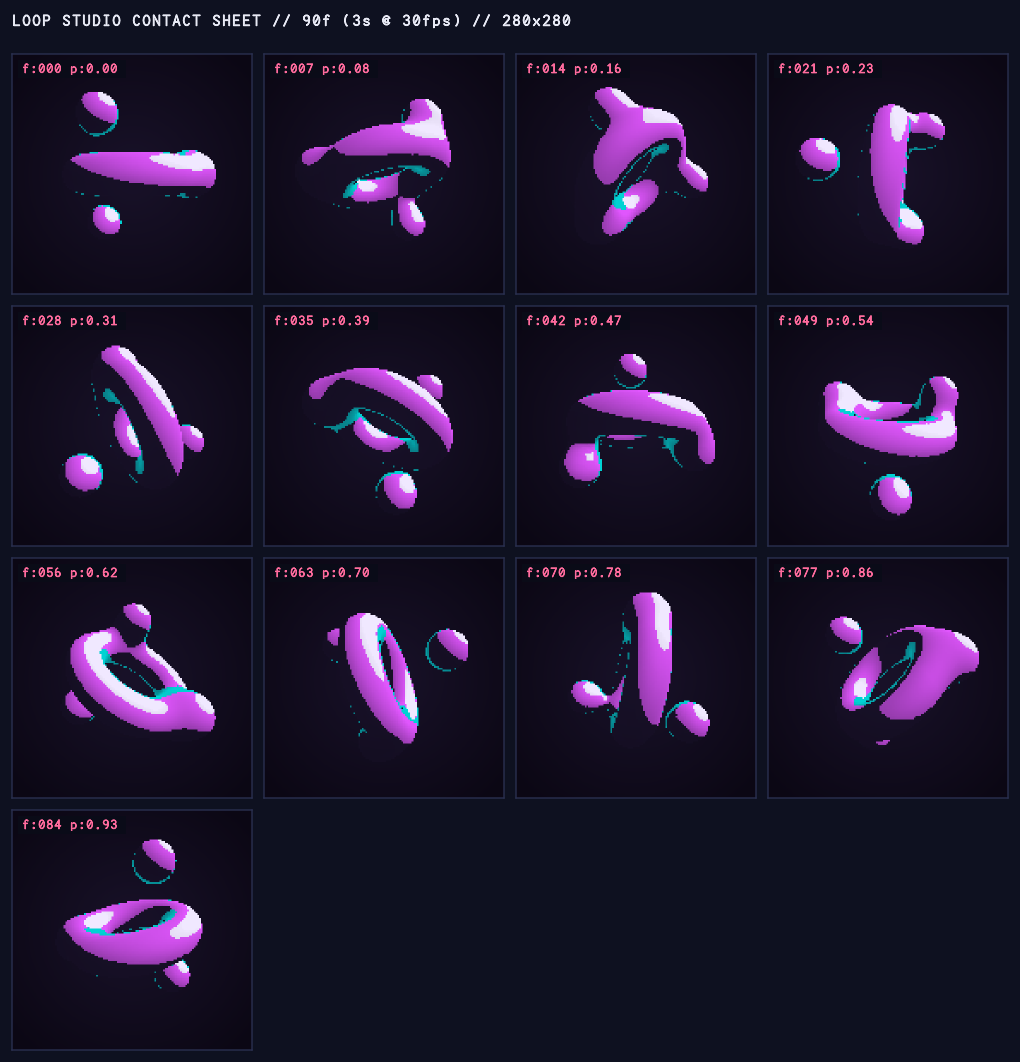 LOOP STUDIO CONTACT SHEET // 90f (3s @ 30fps) // 280x280
f:000 p:0.00
f:007 p:0.08
f:014 p:0.16
f:021 p:0.23
f:028 p:0.31
f:035 p:0.39
f:042 p:0.47
f:049 p:0.54
f:056 p:0.62
f:063 p:0.70
f:070 p:0.78
f:077 p:0.86
f:084 p:0.93